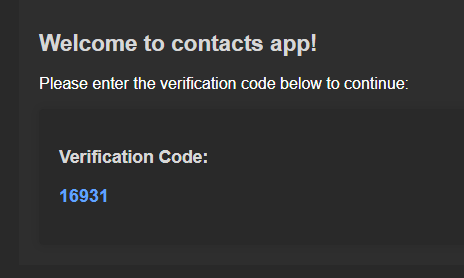 Welcome to contacts app!
Please enter the verification code below to continue:
Verification Code:
16931